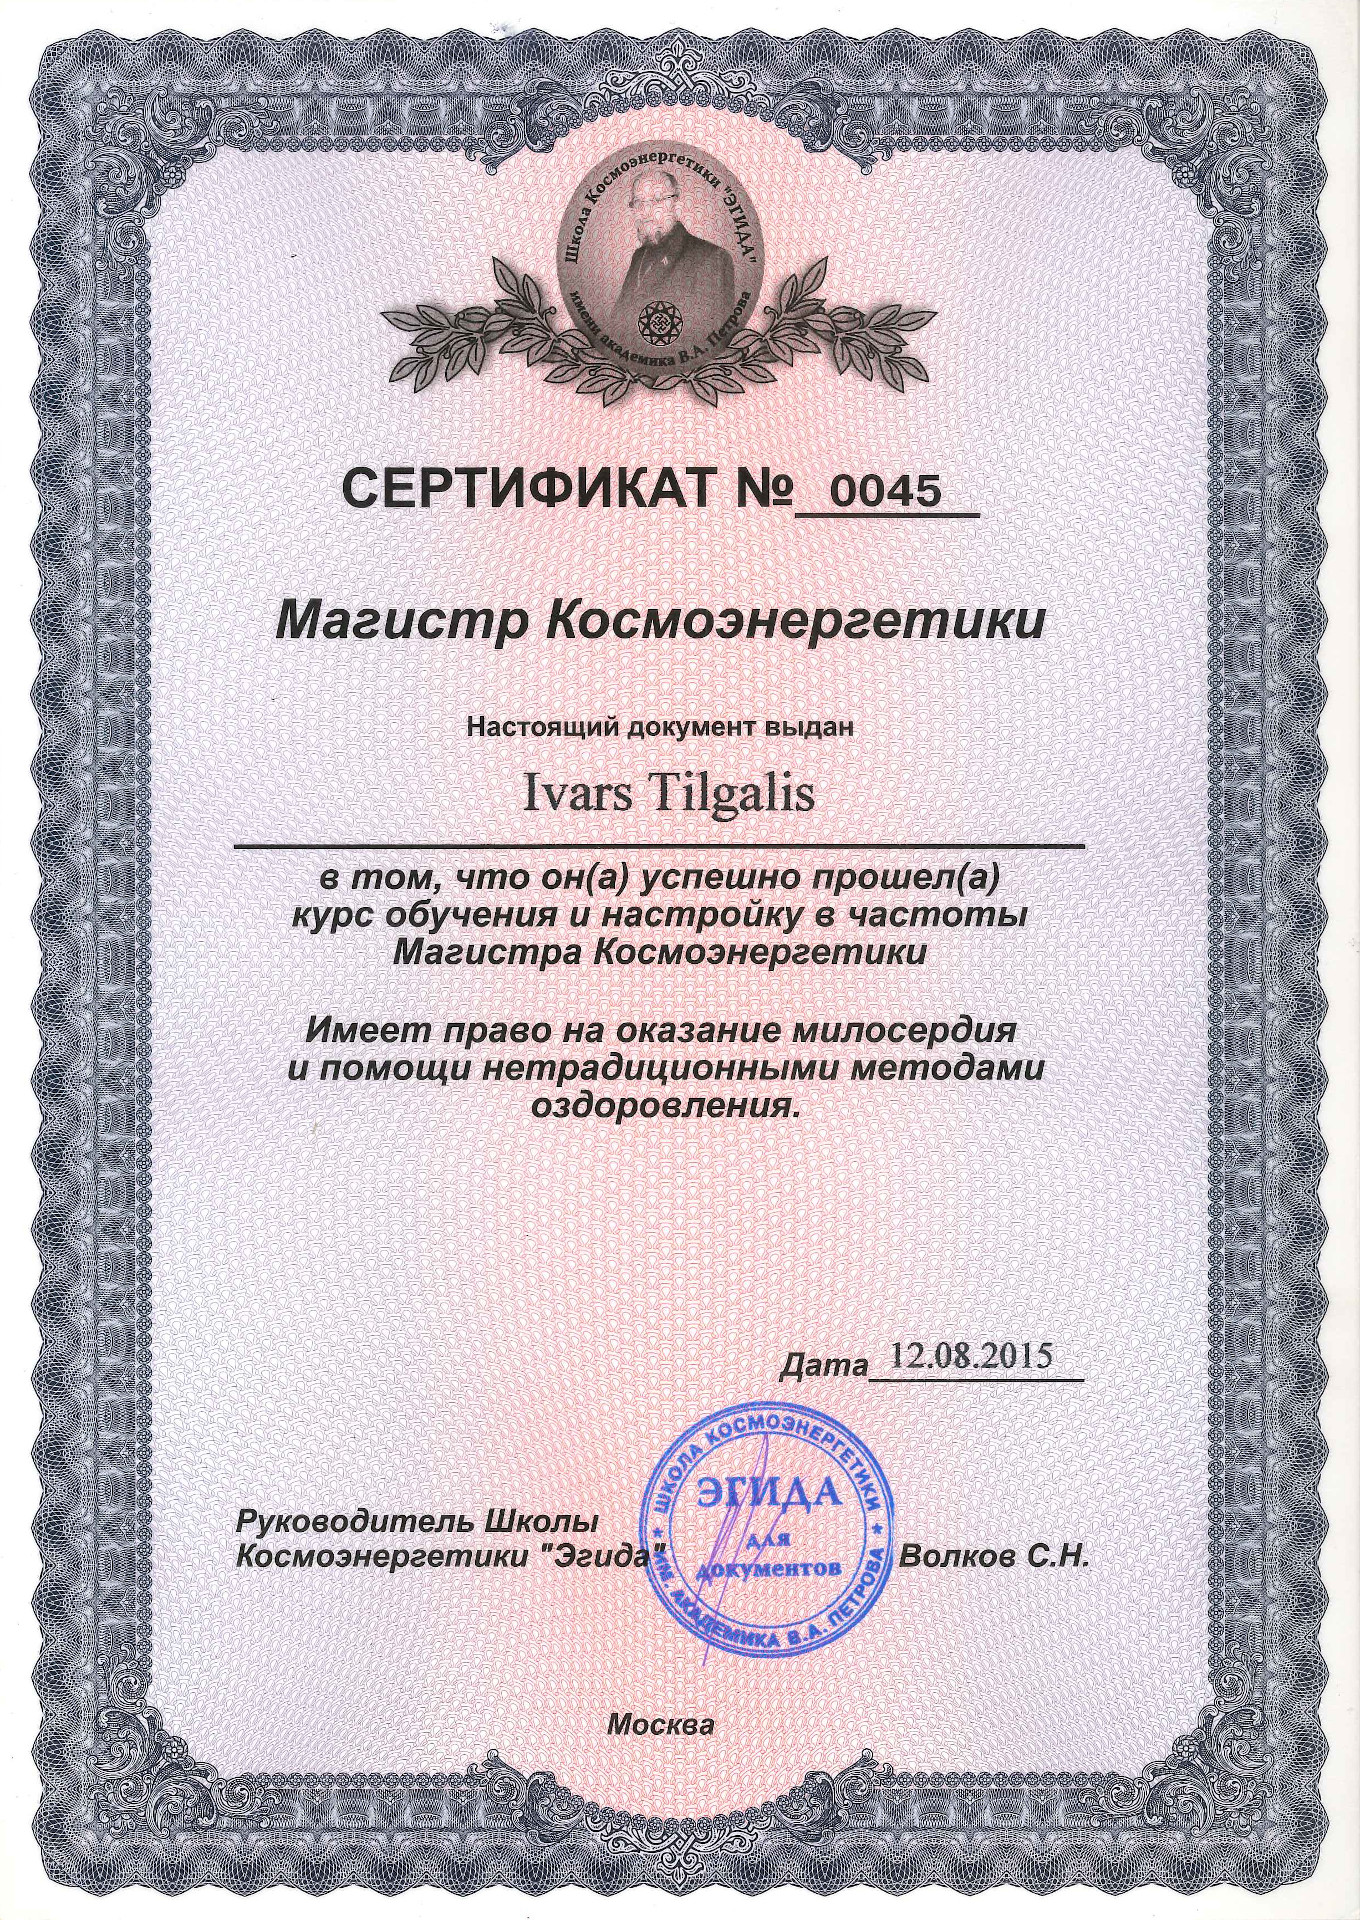 Школа Космоэнергетики "ЭГИДА"
имени академика В.А. Петрова
СЕРТИФИКАТ № 0045
Магистр Космоэнергетики
Настоящий документ выдан
Ivars Tilgalis
в том, что он(а) успешно прошел(а)
курс обучения и настройку в частоты
Магистра Космоэнергетики
Имеет право на оказание милосердия
и помощи нетрадиционными методами
оздоровления.
Дата 12.08.2015
Руководитель Школы
Космоэнергетики "Эгида" Волков С.Н.
ШКОЛА КОСМОЭНЕРГЕТИКИ
ЭГИДА
для
документов
ИМ. АКАДЕМИКА В.А. ПЕТРОВА
Москва